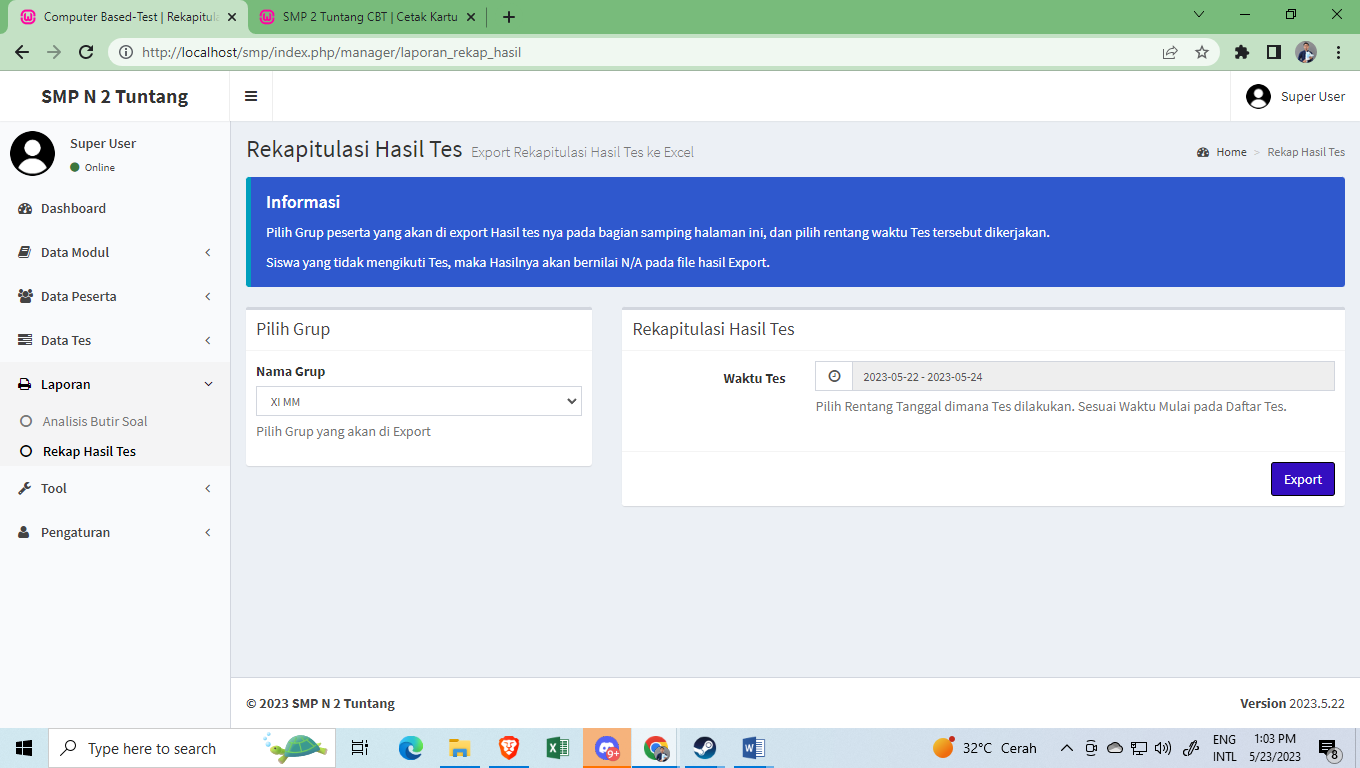 Computer Based-Test | Rekapitula
SMP 2 Tuntang CBT | Cetak Kartu
http://localhost/smp/index.php/manager/laporan_rekap_hasil
SMP N 2 Tuntang
Super User
Super User
Online
Dashboard
Data Modul
Data Peserta
Data Tes
Laporan
Analisis Butir Soal
Rekap Hasil Tes
Tool
Pengaturan
Rekapitulasi Hasil Tes Export Rekapitulasi Hasil Tes ke Excel
Home > Rekap Hasil Tes
Informasi
Pilih Grup peserta yang akan di export Hasil tes nya pada bagian samping halaman ini, dan pilih rentang waktu Tes tersebut dikerjakan.
Siswa yang tidak mengikuti Tes, maka Hasilnya akan bernilai N/A pada file hasil Export.
Pilih Grup
Nama Grup
XI MM
Pilih Grup yang akan di Export
Rekapitulasi Hasil Tes
Waktu Tes
2023-05-22 - 2023-05-24
Pilih Rentang Tanggal dimana Tes dilakukan. Sesuai Waktu Mulai pada Daftar Tes.
Export
© 2023 SMP N 2 Tuntang
Version 2023.5.22
Type here to search
9+
32°C Cerah
ENG
INTL
1:03 PM
5/23/2023
8